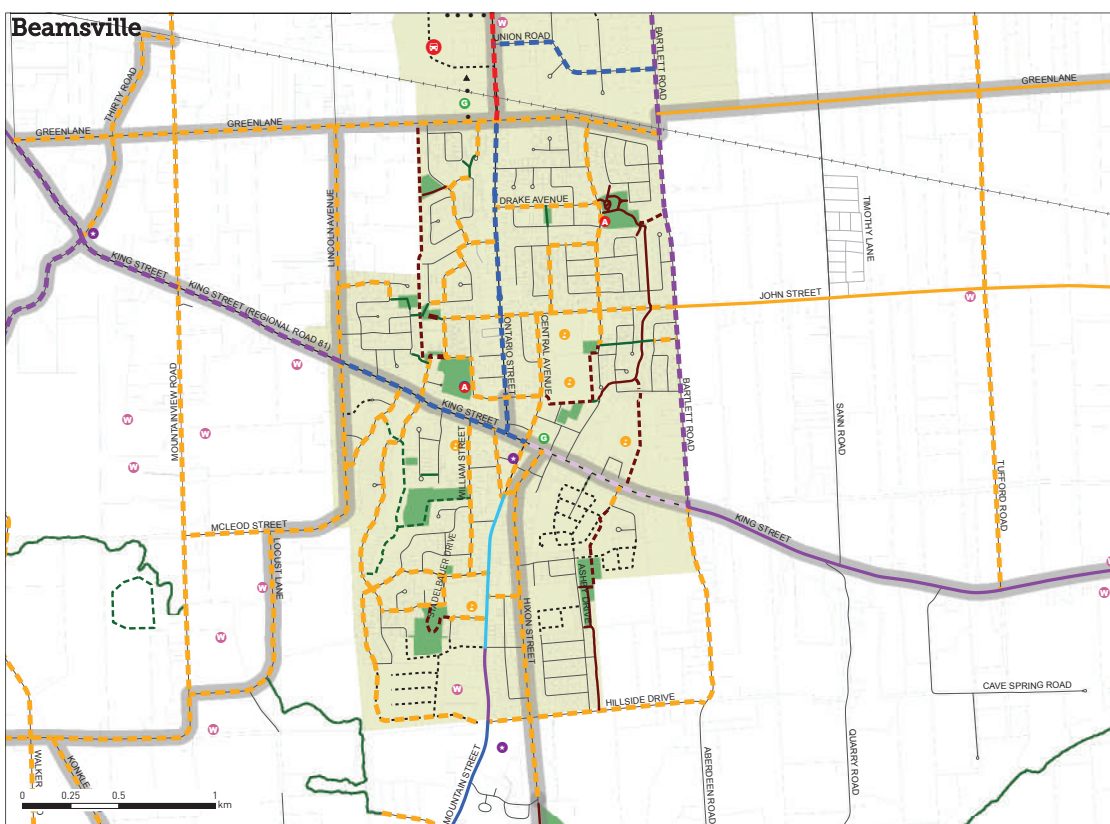 Beamsville
UNION ROAD
BARTLETT ROAD
THIRTY ROAD
GREENLANE
GREENLANE
GREENLANE
LINCOLN AVENUE
DRAKE AVENUE
TIMOTHY LANE
KING STREET
KING STREET (REGIONAL ROAD 81)
JOHN STREET
ONTARIO STREET
CENTRAL AVENUE
MOUNTAINVIEW ROAD
BARTLETT ROAD
SANN ROAD
KING STREET
WILLIAM STREET
TUFFORD ROAD
MCLEOD STREET
KING STREET
LOCUST LANE
ASHBY DRIVE
HIXON STREET
HILLSIDE DRIVE
CAVE SPRING ROAD
MOUNTAIN STREET
ABERDEEN ROAD
QUARRY ROAD
WALKER
KONKLE
0 0.25 0.5 1
km
W
W
W
W
W
W
W
W
W
W
W
W
G
G
A
A